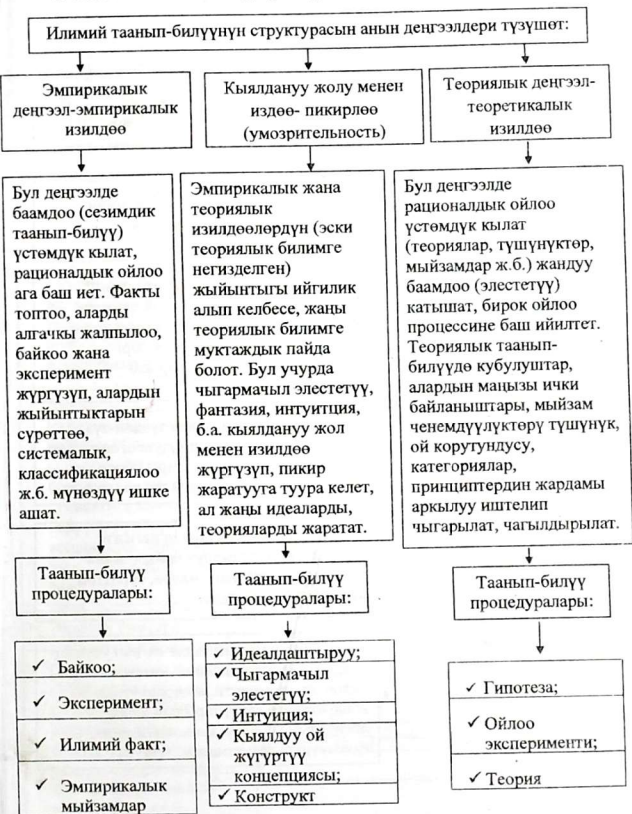 Илимий таанып-билүүнүн структурасын анын деңгээлдери түзүшөт:
Эмпирикалык
деңгээл-эмпирикалык
изилдөө
Кыялдануу жолу менен
издөө- пикирлөө
(умозрительность)
Теориялык деңгээл-
теоретикалык
изилдөө
Бул деңгээлде
баамдоо (сезимдик
таанып-билүү)
үстөмдүк кылат,
рационалдык ойлоо
ага баш иет. Факты
топтоо, аларды
алгачкы жалпылоо,
байкоо жана
эксперимент
жүргүзүп, алардын
жыйынтыктарын
сүрөттөө,
системалык,
классификациялоо
ж.б. мүнөздүү ишке
ашат.
Эмпирикалык жана
теориялык
изилдөөлөрдүн (эски
теориялык билимге
негизделген)
жыйынтыгы ийгилик
алып келбесе, жаңы
теориялык билимге
муктаждык пайда
болот. Бул учурда
чыгармачыл элестетүү,
фантазия, интуитция,
б.а. кыялдануу жол
менен изилдөө
жүргүзүп, пикир
жаратууга туура келет,
ал жаңы идеаларды,
теорияларды жаратат.
Бул деңгээлде
рационалдык ойлоо
үстөмдүк кылат
(теориялар, түшүнүктөр,
мыйзамдар ж.б.) жандуу
баамдоо (элестетүү)
катышат, бирок ойлоо
процессине баш ийилтет.
Теориялык таанып-
билүүдө кубулуштар,
алардын маңызы ички
байланыштары, мыйзам
ченемдүүлүктөрү түшүнүк,
ой корутундусу,
категориялар,
принциптердин жардамы
аркылуу иштелип
чыгарылат, чагылдырылат.
Таанып-билүү
процедуралары:
Таанып-билүү
процедуралары:
Таанып-билүү
процедуралары:
✓ Байкоо;
✓ Эксперимент;
✓ Илимий факт;
✓ Эмпирикалык
мыйзамдар
✓ Идеалдаштыруу;
✓ Чыгармачыл
элестетүү;
✓ Интуиция;
✓ Кыялдуу ой
жүгүртүү
концепциясы;
✓ Конструкт
✓ Гипотеза;
✓ Ойлоо
эксперименти;
✓ Теория